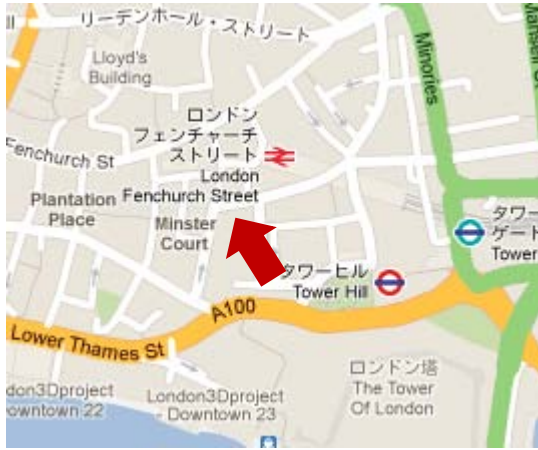 リーデンホール・ストリート
Lloyd's
Building
Minories
Mansell
ロンドン
フェンチャーチ
ストリート
London
Fenchurch Street
Fenchurch St
Plantation
Place
Minster
Court
タワーヒル
Tower Hill
タワー
ゲート
Tower
A100
Lower Thames St
ロンドン塔
The Tower
Of London
don3Dproject
owntown 22
London3Dproject
- Downtown 23